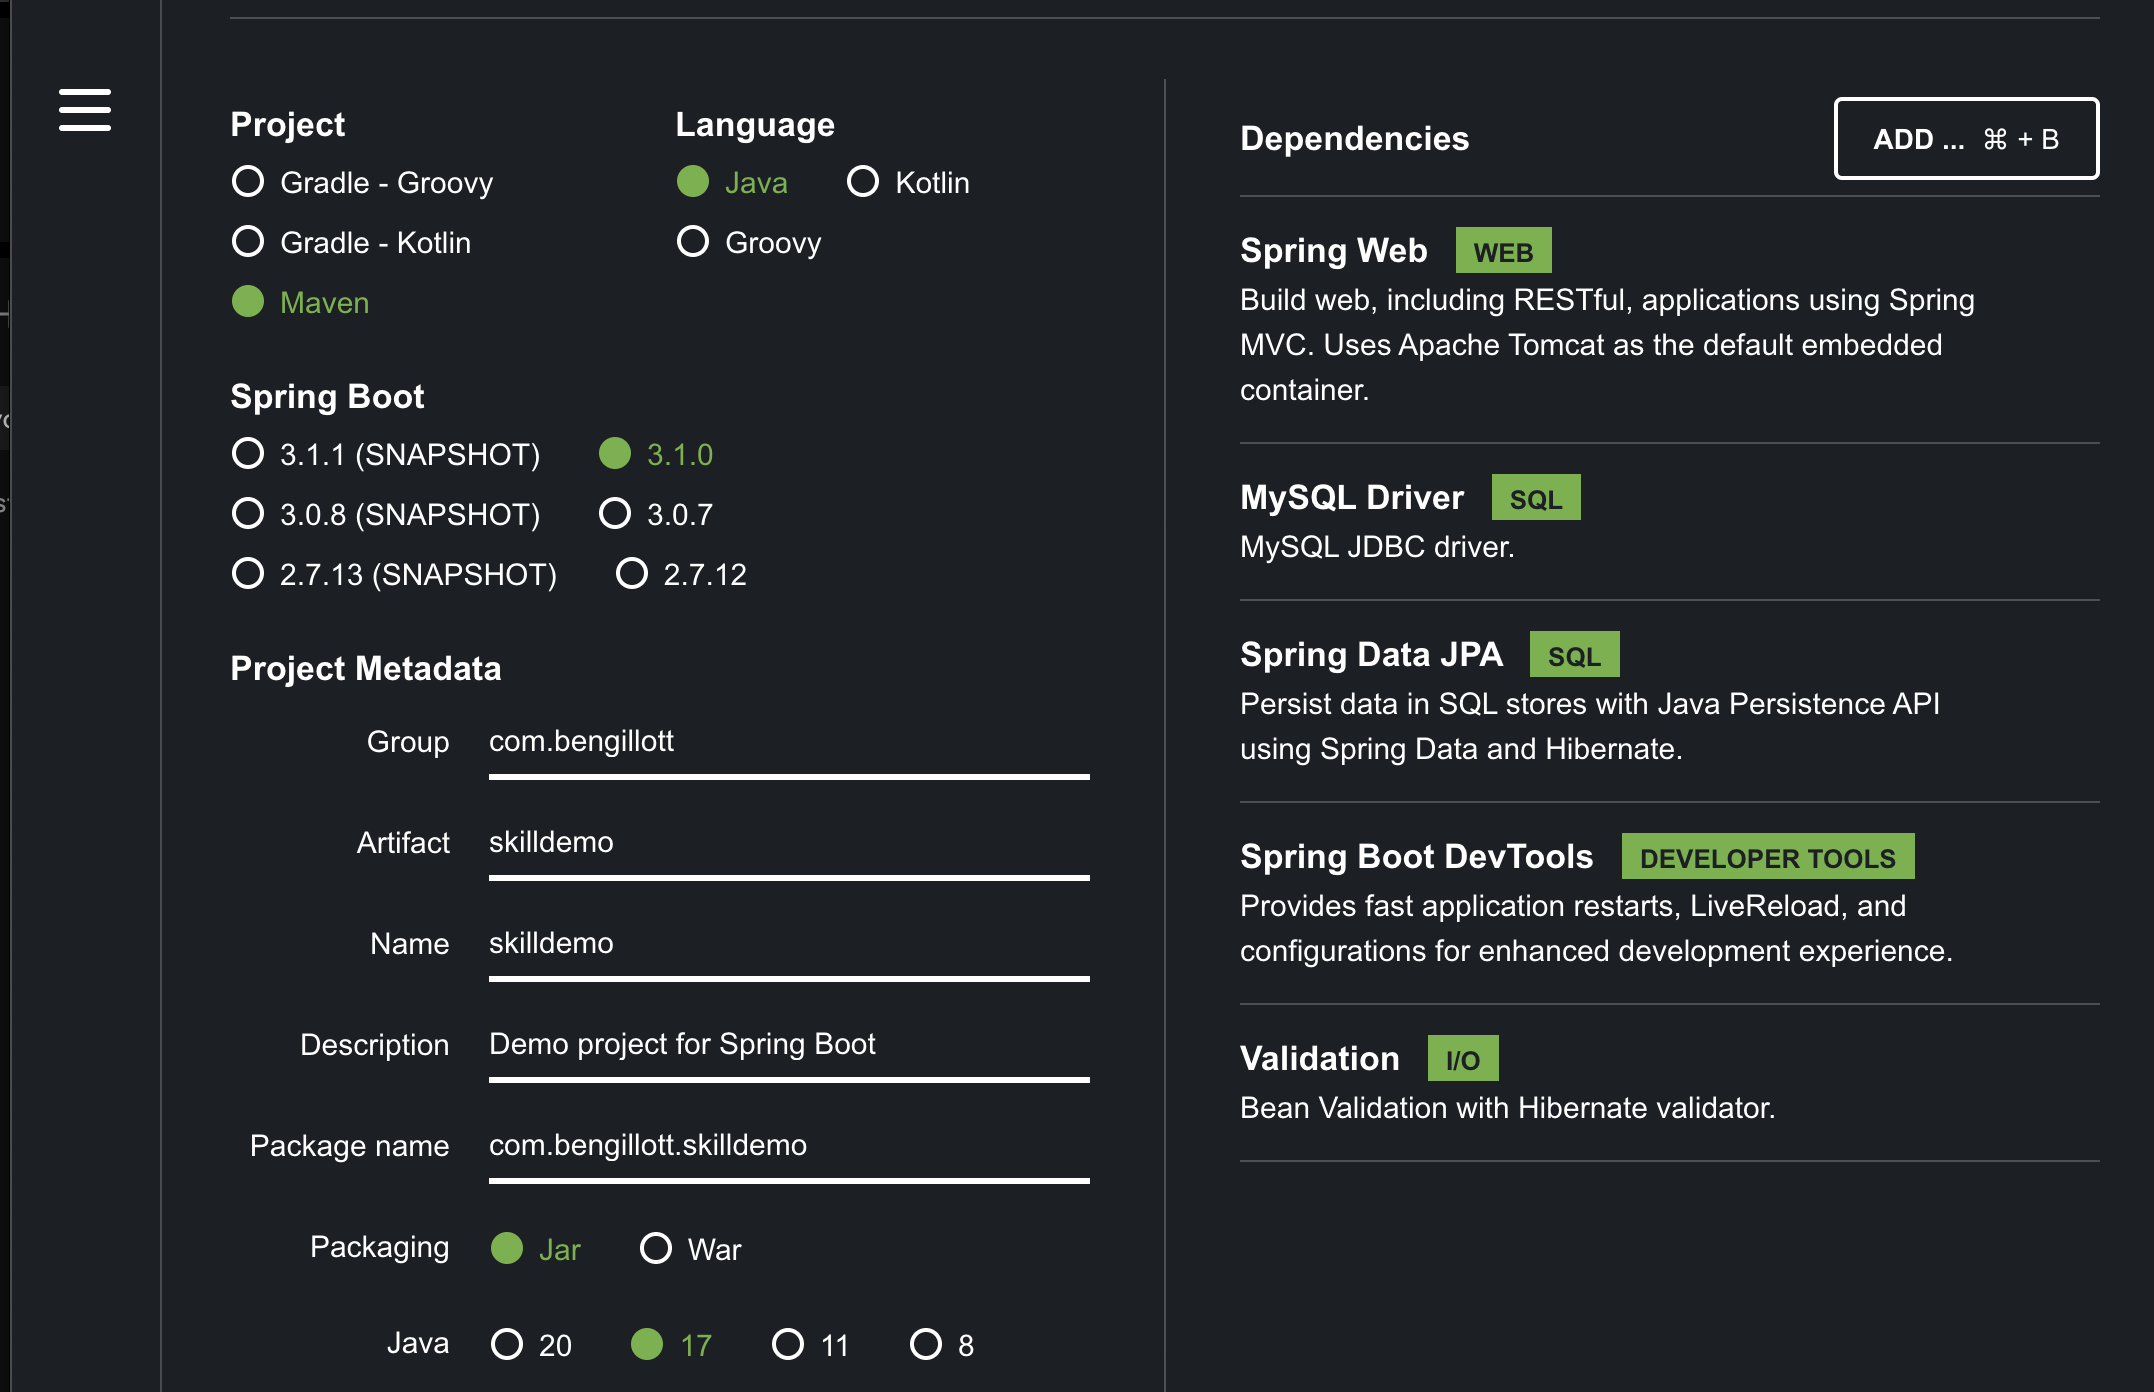 Project
Gradle - Groovy
Gradle - Kotlin
Maven
Language
Java Kotlin
Groovy
Spring Boot
3.1.1 (SNAPSHOT) 3.1.0
3.0.8 (SNAPSHOT) 3.0.7
2.7.13 (SNAPSHOT) 2.7.12
Project Metadata
Group com.bengillott
Artifact skilldemo
Name skilldemo
Description Demo project for Spring Boot
Package name com.bengillott.skilldemo
Packaging Jar War
Java 20 17 11 8
Dependencies
ADD ... ⌘ + B
Spring Web WEB
Build web, including RESTful, applications using Spring
MVC. Uses Apache Tomcat as the default embedded
container.
MySQL Driver SQL
MySQL JDBC driver.
Spring Data JPA SQL
Persist data in SQL stores with Java Persistence API
using Spring Data and Hibernate.
Spring Boot DevTools DEVELOPER TOOLS
Provides fast application restarts, LiveReload, and
configurations for enhanced development experience.
Validation I/O
Bean Validation with Hibernate validator.